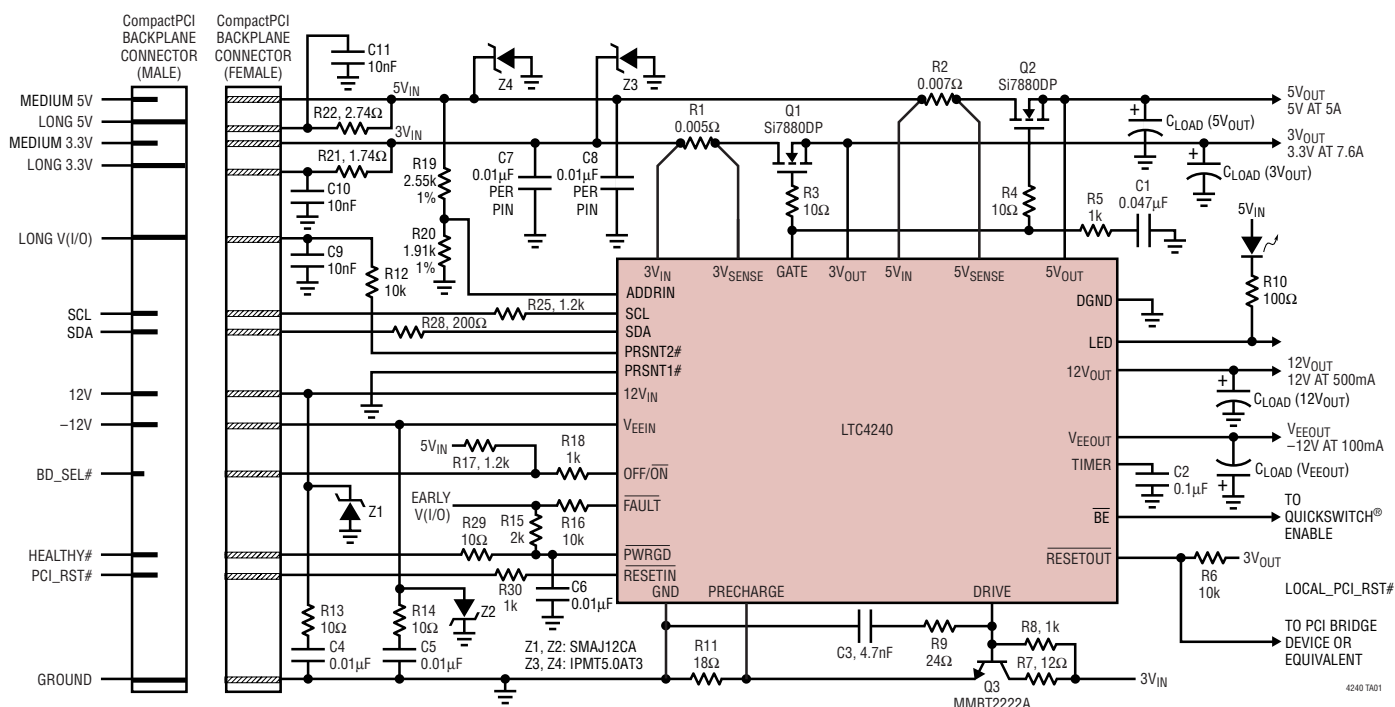 CompactPCI
BACKPLANE
CONNECTOR
(MALE)
CompactPCI
BACKPLANE
CONNECTOR
(FEMALE)
MEDIUM 5V
LONG 5V
MEDIUM 3.3V
LONG 3.3V
LONG V(I/O)
SCL
SDA
12V
–12V
BD_SEL#
HEALTHY#
PCI_RST#
GROUND
C11
10nF
5VIN
R22, 2.74Ω
3VIN
R21, 1.74Ω
C10
10nF
C9
10nF
R12
10k
R19
2.55k
1%
R20
1.91k
1%
Z4
Z3
C7
0.01µF
PER
PIN
C8
0.01µF
PER
PIN
R1
0.005Ω
Q1
Si7880DP
R2
0.007Ω
Q2
Si7880DP
R3
10Ω
R4
10Ω
R5
1k
C1
0.047µF
+
CLOAD (5VOUT)
+
CLOAD (3VOUT)
5VOUT
5V AT 5A
3VOUT
3.3V AT 7.6A
5VIN
R10
100Ω
3VIN
3VSENSE
GATE
3VOUT
5VIN
5VSENSE
5VOUT
ADDRIN
SCL
SDA
PRSNT2#
PRSNT1#
12VIN
VEEIN
OFF/ON
FAULT
PWRGD
RESETIN
GND
PRECHARGE
DRIVE
LTC4240
DGND
LED
12VOUT
VEEOUT
TIMER
BE
RESETOUT
R25, 1.2k
R28, 200Ω
5VIN
R17, 1.2k
R18
1k
EARLY
V(I/O)
R15
2k
R16
10k
R29
10Ω
R30
1k
C6
0.01µF
Z1
Z2
R13
10Ω
C4
0.01µF
R14
10Ω
C5
0.01µF
Z1, Z2: SMAJ12CA
Z3, Z4: IPMT5.0AT3
R11
18Ω
C3, 4.7nF
R9
24Ω
R8, 1k
R7, 12Ω
Q3
MMBT2222A
3VIN
12VOUT
12V AT 500mA
+
CLOAD (12VOUT)
VEEOUT
–12V AT 100mA
CLOAD (VEEOUT)
+
C2
0.1µF
TO
QUICKSWITCH®
ENABLE
R6
10k
3VOUT
LOCAL_PCI_RST#
TO PCI BRIDGE
DEVICE OR
EQUIVALENT
4240 TA01